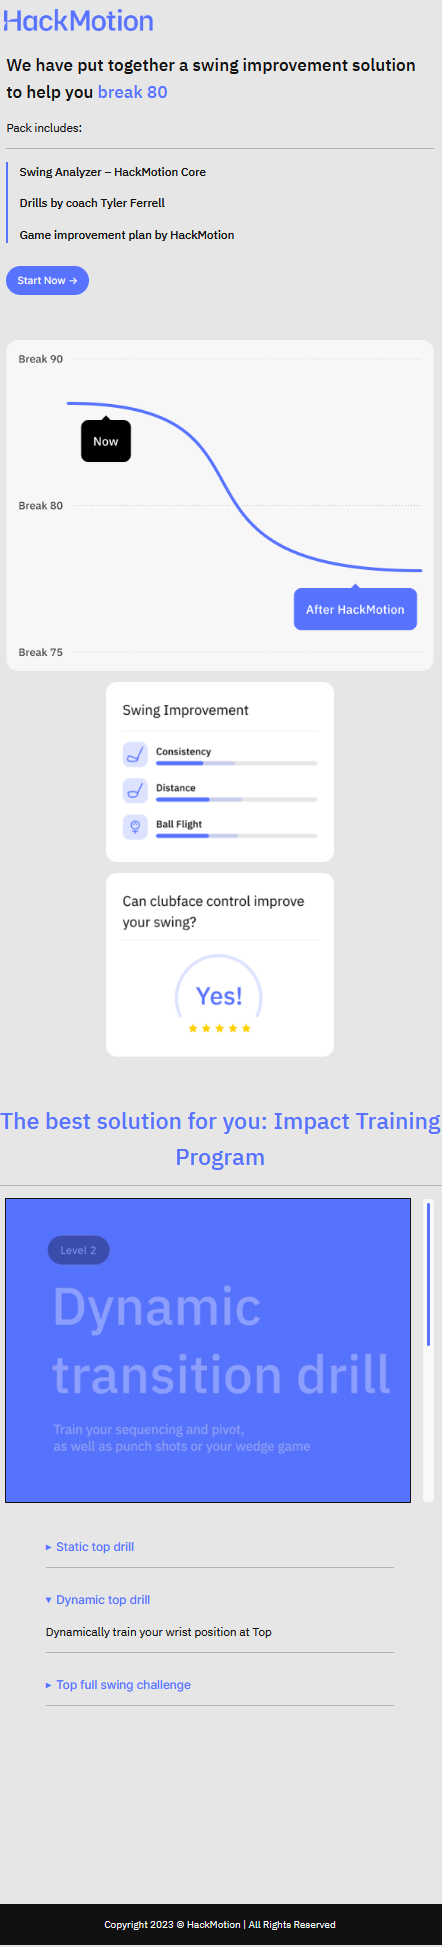 HackMotion
We have put together a swing improvement solution
to help you break 80
Pack includes:
Swing Analyzer – HackMotion Core
Drills by coach Tyler Ferrell
Game improvement plan by HackMotion
Start Now →
Break 90
Now
Break 80
After HackMotion
Break 75
Swing Improvement
Consistency
Distance
Ball Flight
Can clubface control improve
your swing?
Yes!
The best solution for you: Impact Training
Program
Level 2
Dynamic
transition drill
Train your sequencing and pivot,
as well as punch shots or your wedge game
▸ Static top drill
▾ Dynamic top drill
Dynamically train your wrist position at Top
▸ Top full swing challenge
Copyright 2023 © HackMotion | All Rights Reserved